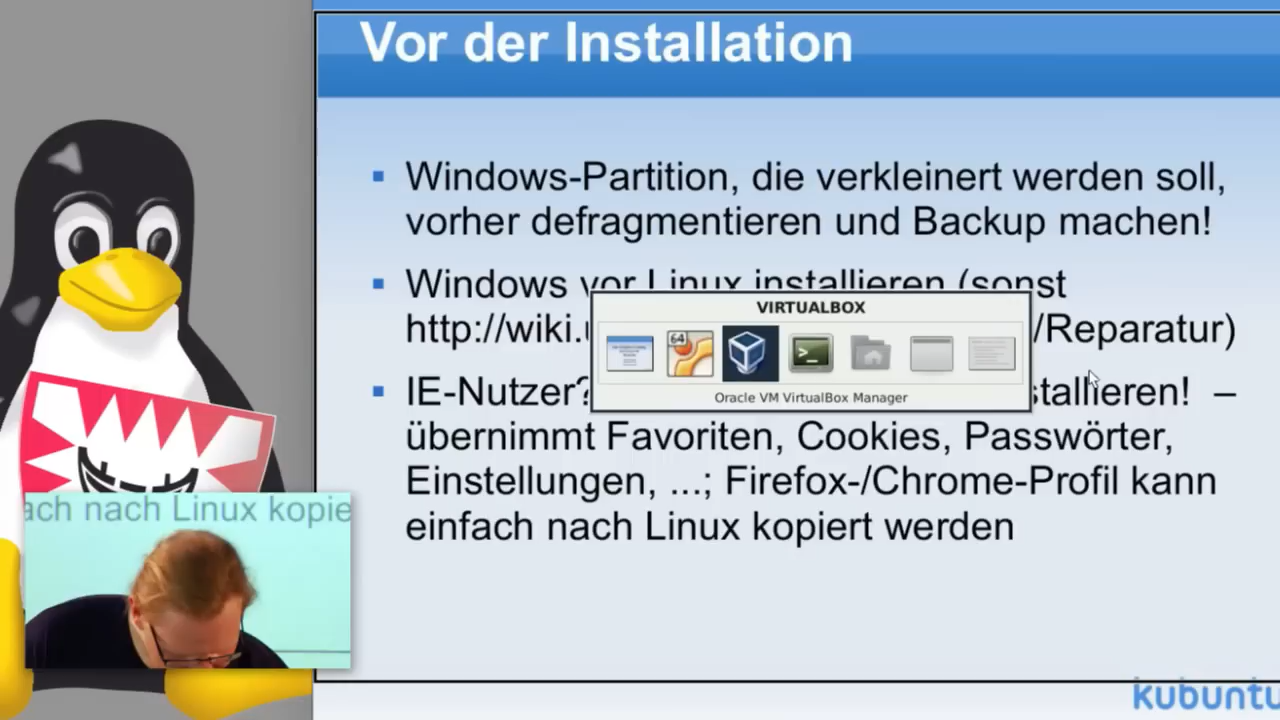 Vor der Installation
Windows-Partition, die verkleinert werden soll,
vorher defragmentieren und Backup machen!
Windows vor Linux installieren (sonst
http://wiki. /Reparatur)
VIRTUALBOX
64
Oracle VM VirtualBox Manager
IE-Nutzer? stallieren! –
übernimmt Favoriten, Cookies, Passwörter,
Einstellungen, ...; Firefox-/Chrome-Profil kann
einfach nach Linux kopiert werden
ach nach Linux kopie
kubuntu